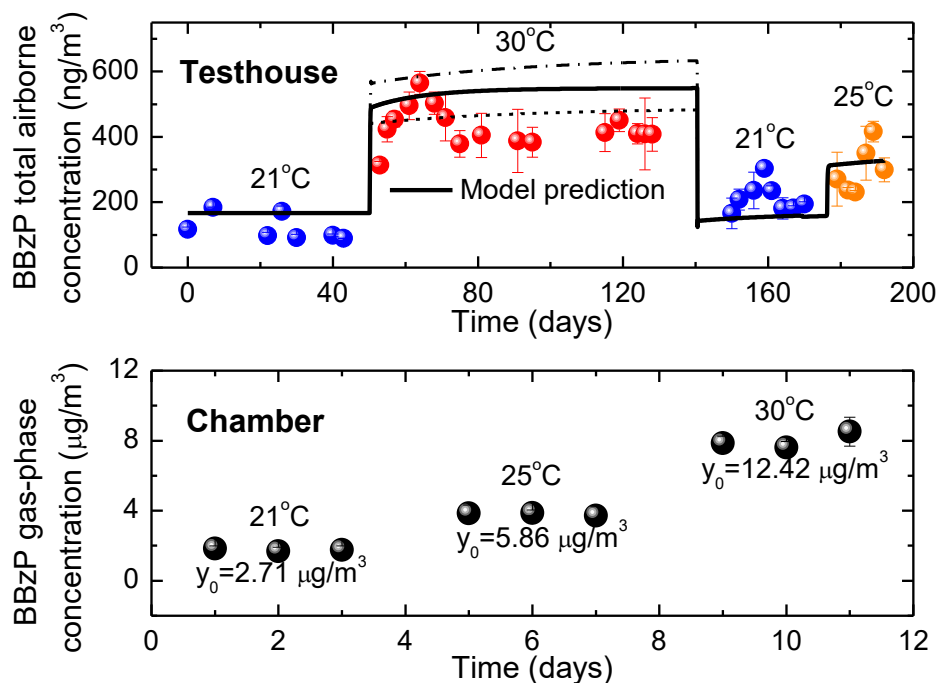 BBzP total airborne
concentration (ng/m³)
600
400
200
0
Testhouse
30°C
25°C
21°C
21°C
Model prediction
0
40
80
120
160
200
Time (days)
BBzP gas-phase
concentration (μg/m³)
12
8
4
0
Chamber
30°C
y₀=12.42 μg/m³
25°C
y₀=5.86 μg/m³
21°C
y₀=2.71 μg/m³
0
2
4
6
8
10
12
Time (days)